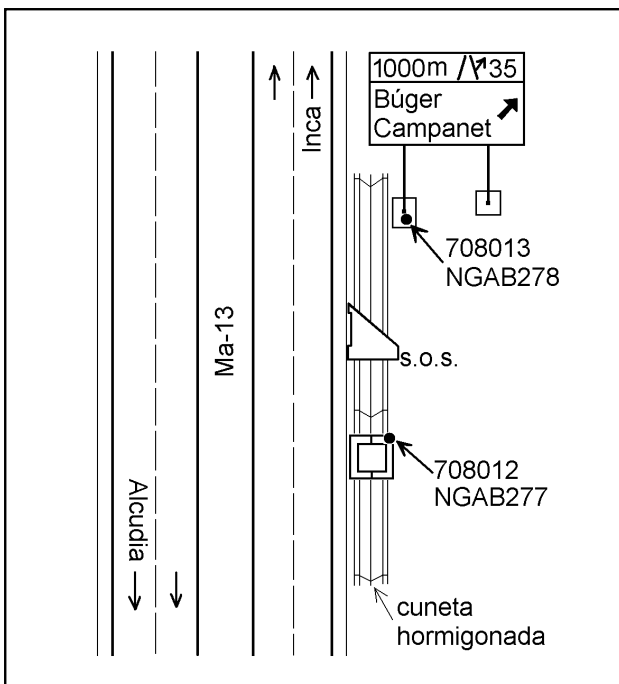 1000m 35
Búger
Campanet
Inca
708013
NGAB278
Ma-13
s.o.s.
708012
NGAB277
Alcudia
cuneta
hormigonada